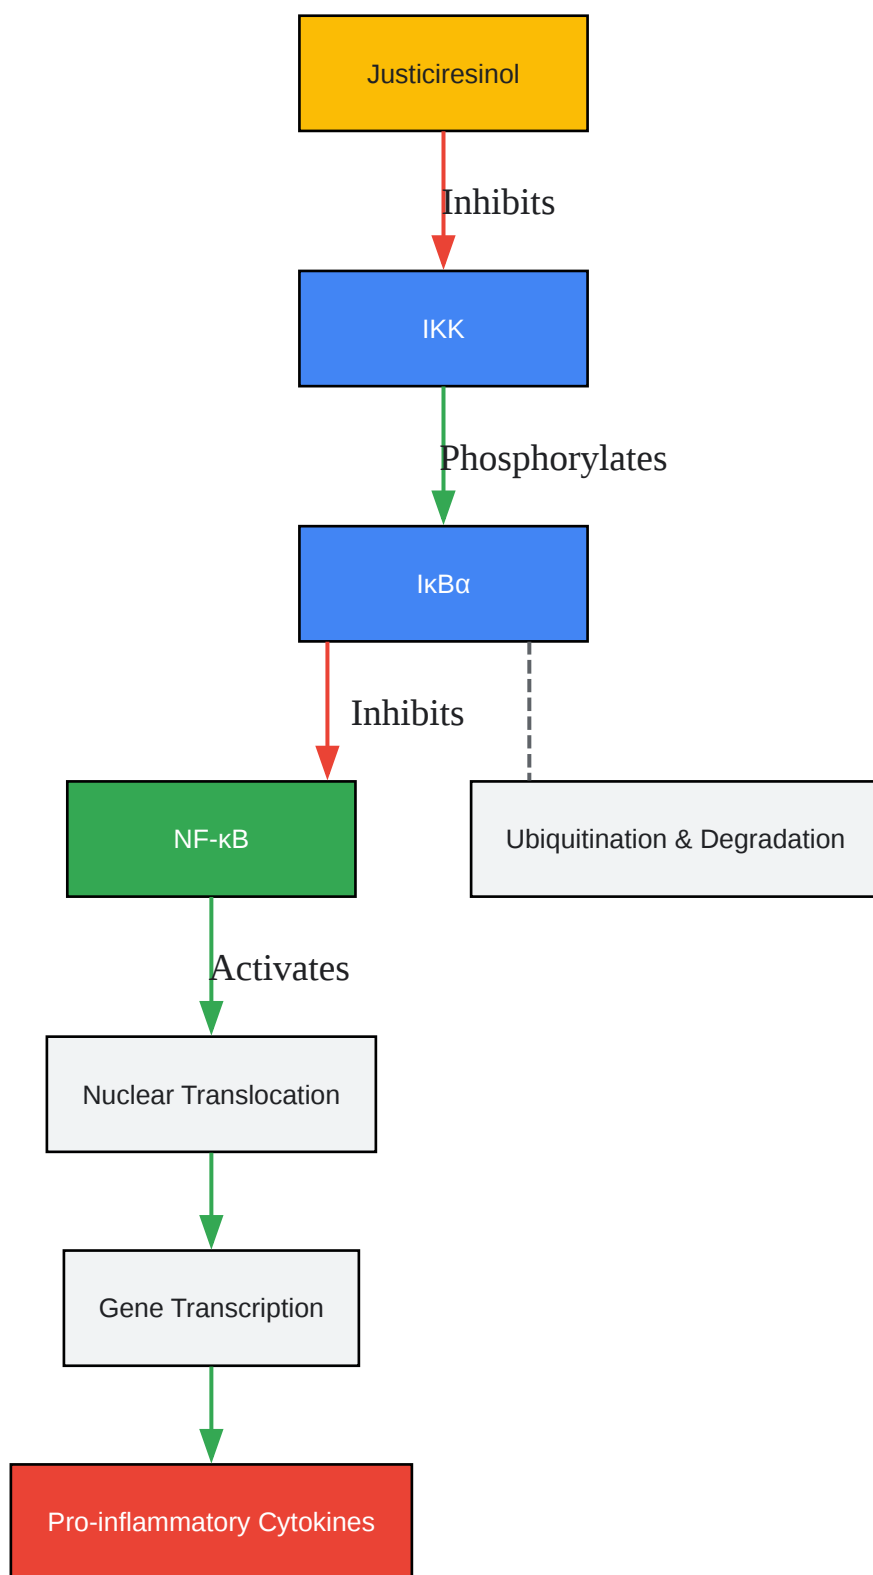 Justiciresinol
Inhibits
IKK
Phosphorylates
IκBα
Inhibits
NF-κB
Ubiquitination & Degradation
Activates
Nuclear Translocation
Gene Transcription
Pro-inflammatory Cytokines